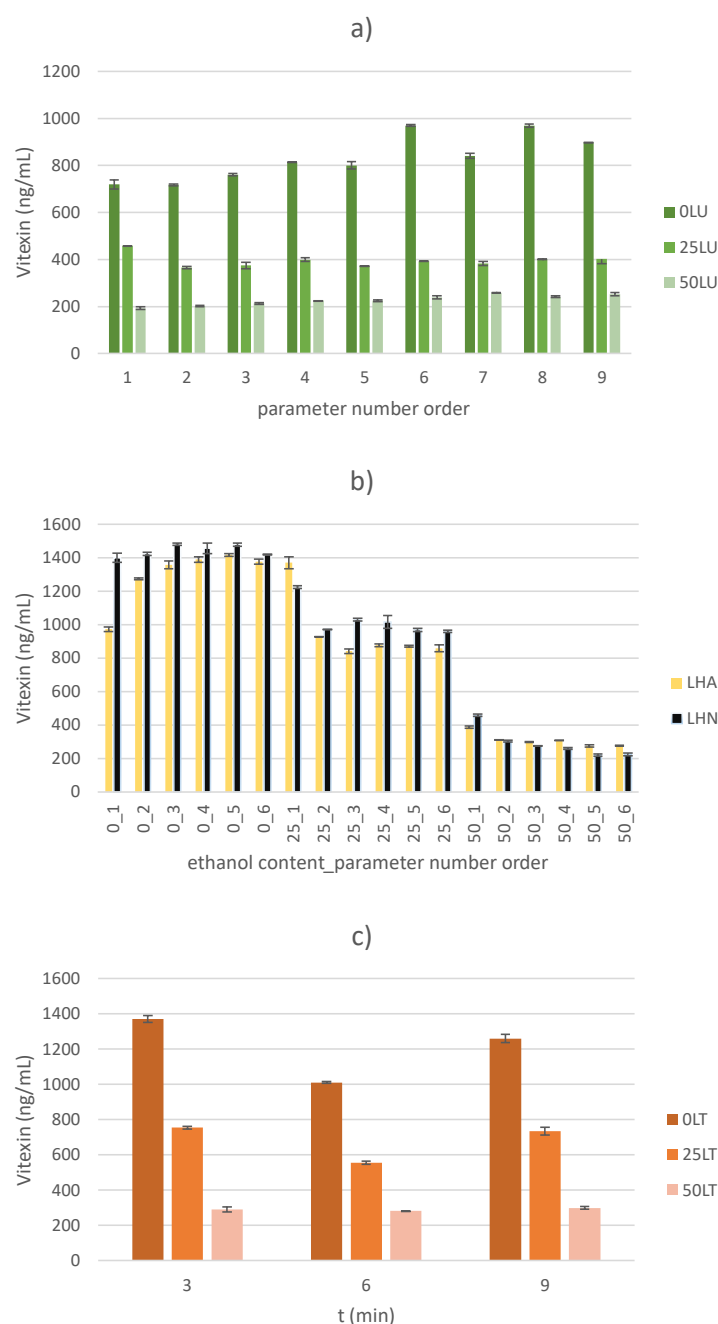 a)
1200
1000
800
600
400
200
0
Vitexin (ng/mL)
1 2 3 4 5 6 7 8 9
parameter number order
0LU
25LU
50LU
b)
1600
1400
1200
1000
800
600
400
200
0
Vitexin (ng/mL)
0_1 0_2 0_3 0_4 0_5 0_6 25_1 25_2 25_3 25_4 25_5 25_6 50_1 50_2 50_3 50_4 50_5 50_6
ethanol content_parameter number order
LHA
LHN
c)
1600
1400
1200
1000
800
600
400
200
0
Vitexin (ng/mL)
3 6 9
t (min)
0LT
25LT
50LT